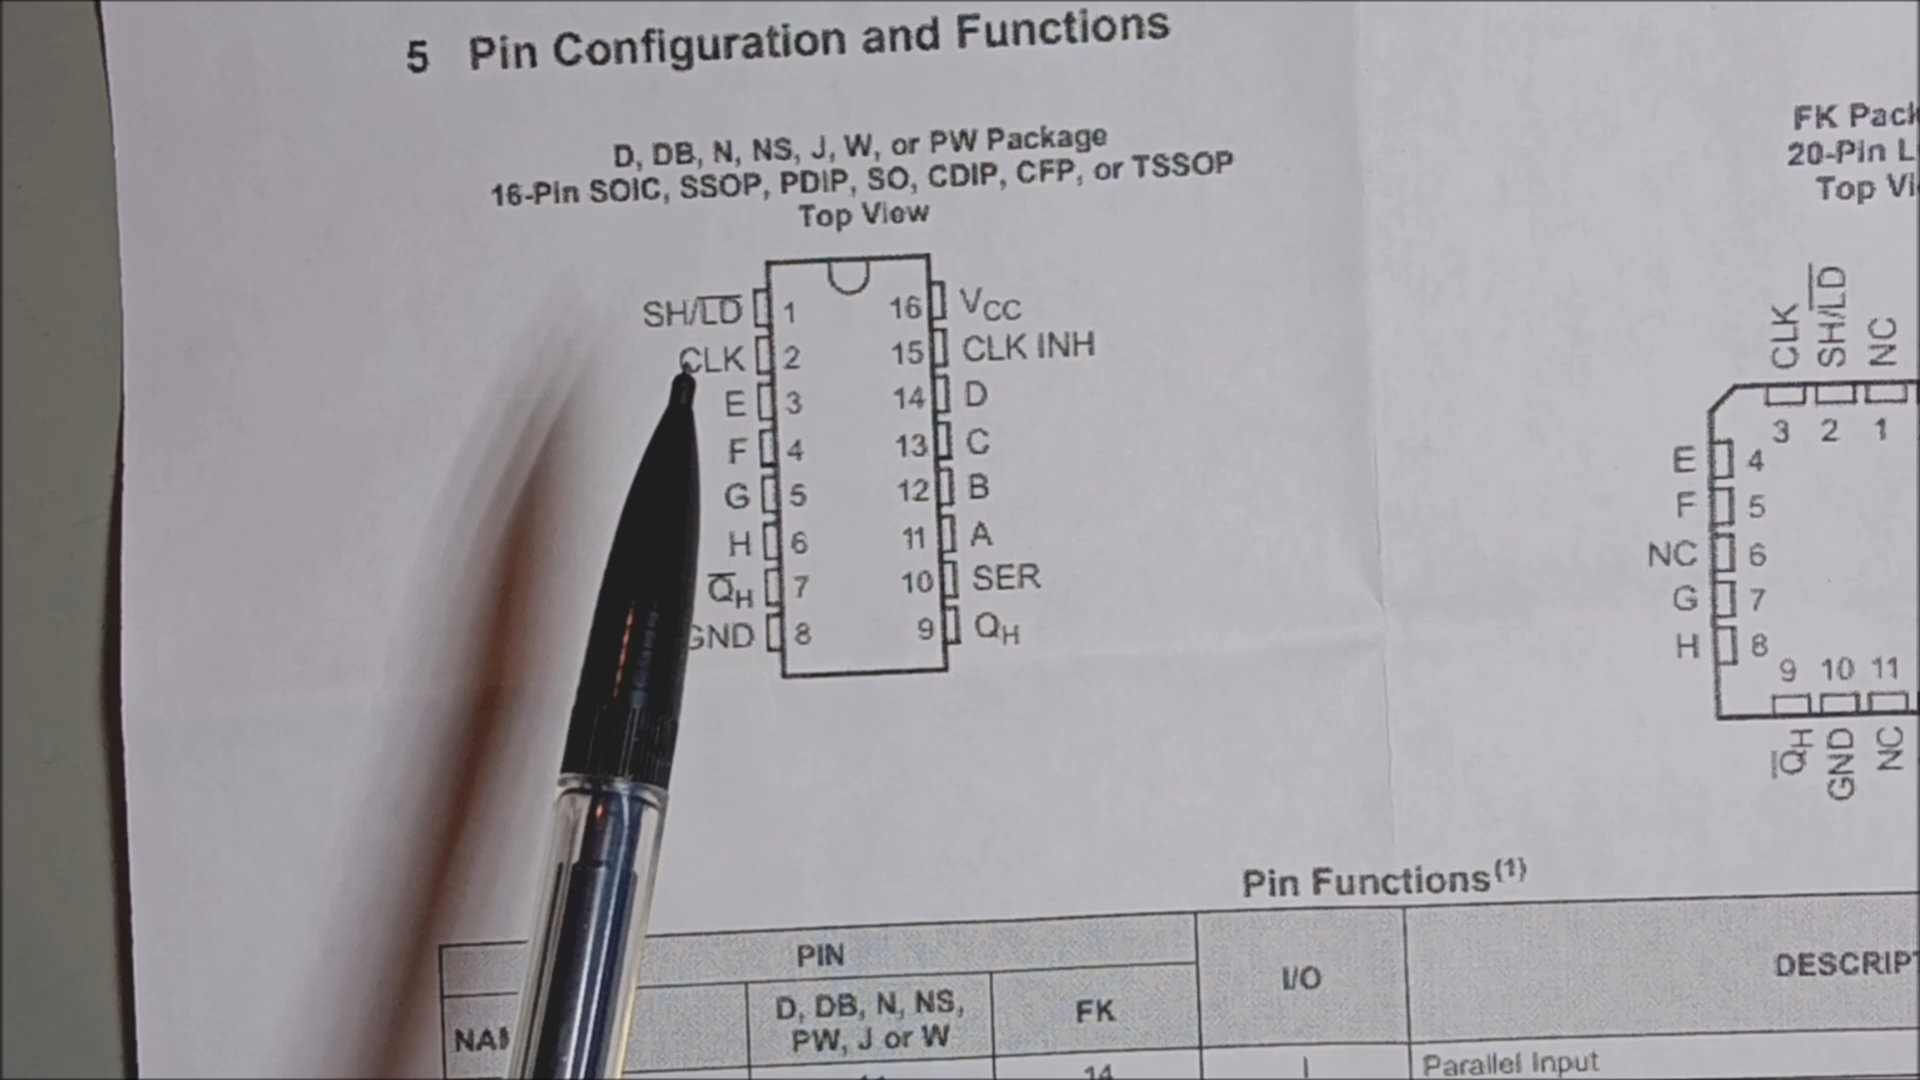 5 Pin Configuration and Functions
D, DB, N, NS, J, W, or PW Package
16-Pin SOIC, SSOP, PDIP, SO, CDIP, CFP, or TSSOP
Top View
SH/L̅D̅ 1 16 VCC
CLK 2 15 CLK INH
E 3 14 D
F 4 13 C
G 5 12 B
H 6 11 A
Q̅H 7 10 SER
GND 8 9 QH
FK Pack
20-Pin L
Top Vi
CLK SH/L̅D̅ NC
3 2 1
E 4
F 5
NC 6
G 7
H 8
9 10 11
Q̅H GND NC
Pin Functions(1)
PIN
I/O
DESCRIPT
NAM
D, DB, N, NS,
PW, J or W
FK
14
I
Parallel Input